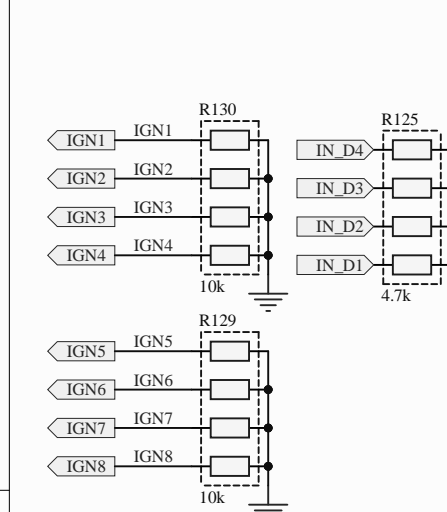 R130
IGN1 IGN1
IGN2 IGN2
IGN3 IGN3
IGN4 IGN4
10k
R125
IN_D4
IN_D3
IN_D2
IN_D1
4.7k
R129
IGN5 IGN5
IGN6 IGN6
IGN7 IGN7
IGN8 IGN8
10k